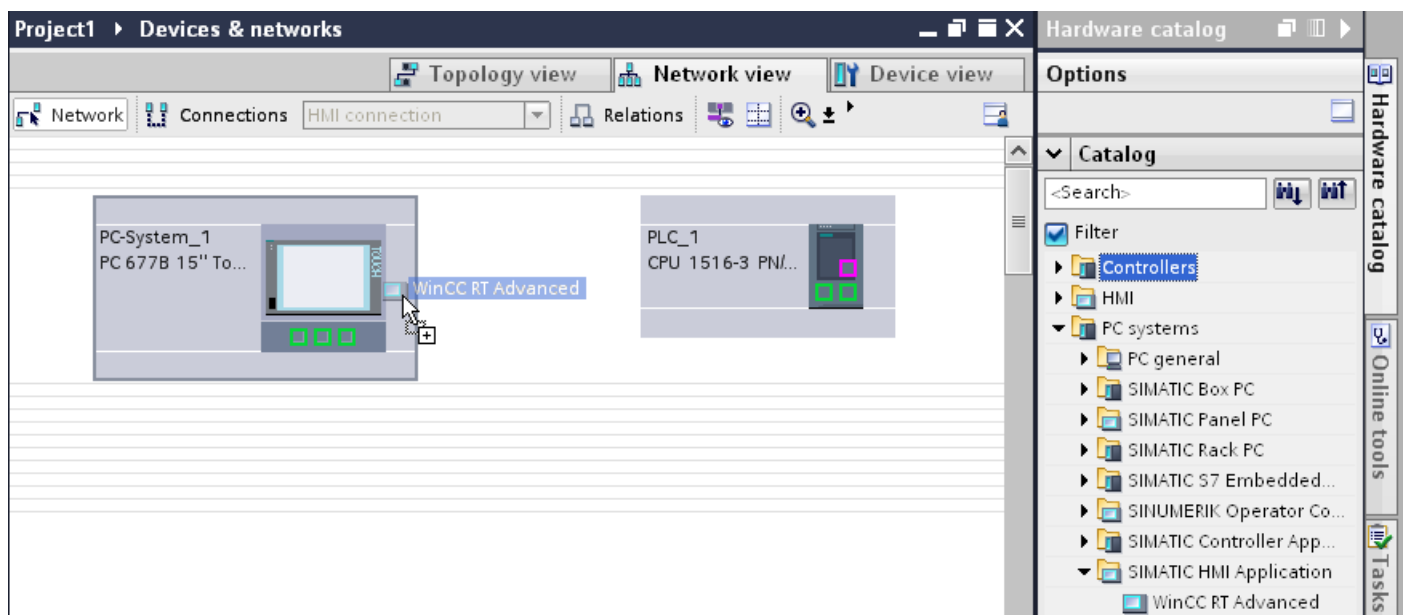 Project1 ▸ Devices & networks
Hardware catalog
Topology view
Network view
Device view
Options
Network
Connections
HMI connection
Relations
Catalog
<Search>
Filter
PC-System_1
PC 677B 15" To...
TOUCH
WinCC RT Advanced
PLC_1
CPU 1516-3 PN/...
Controllers
HMI
PC systems
PC general
SIMATIC Box PC
SIMATIC Panel PC
SIMATIC Rack PC
SIMATIC S7 Embedded...
SINUMERIK Operator Co...
SIMATIC Controller App...
SIMATIC HMI Application
WinCC RT Advanced
Hardware catalog
Online tools
Tasks